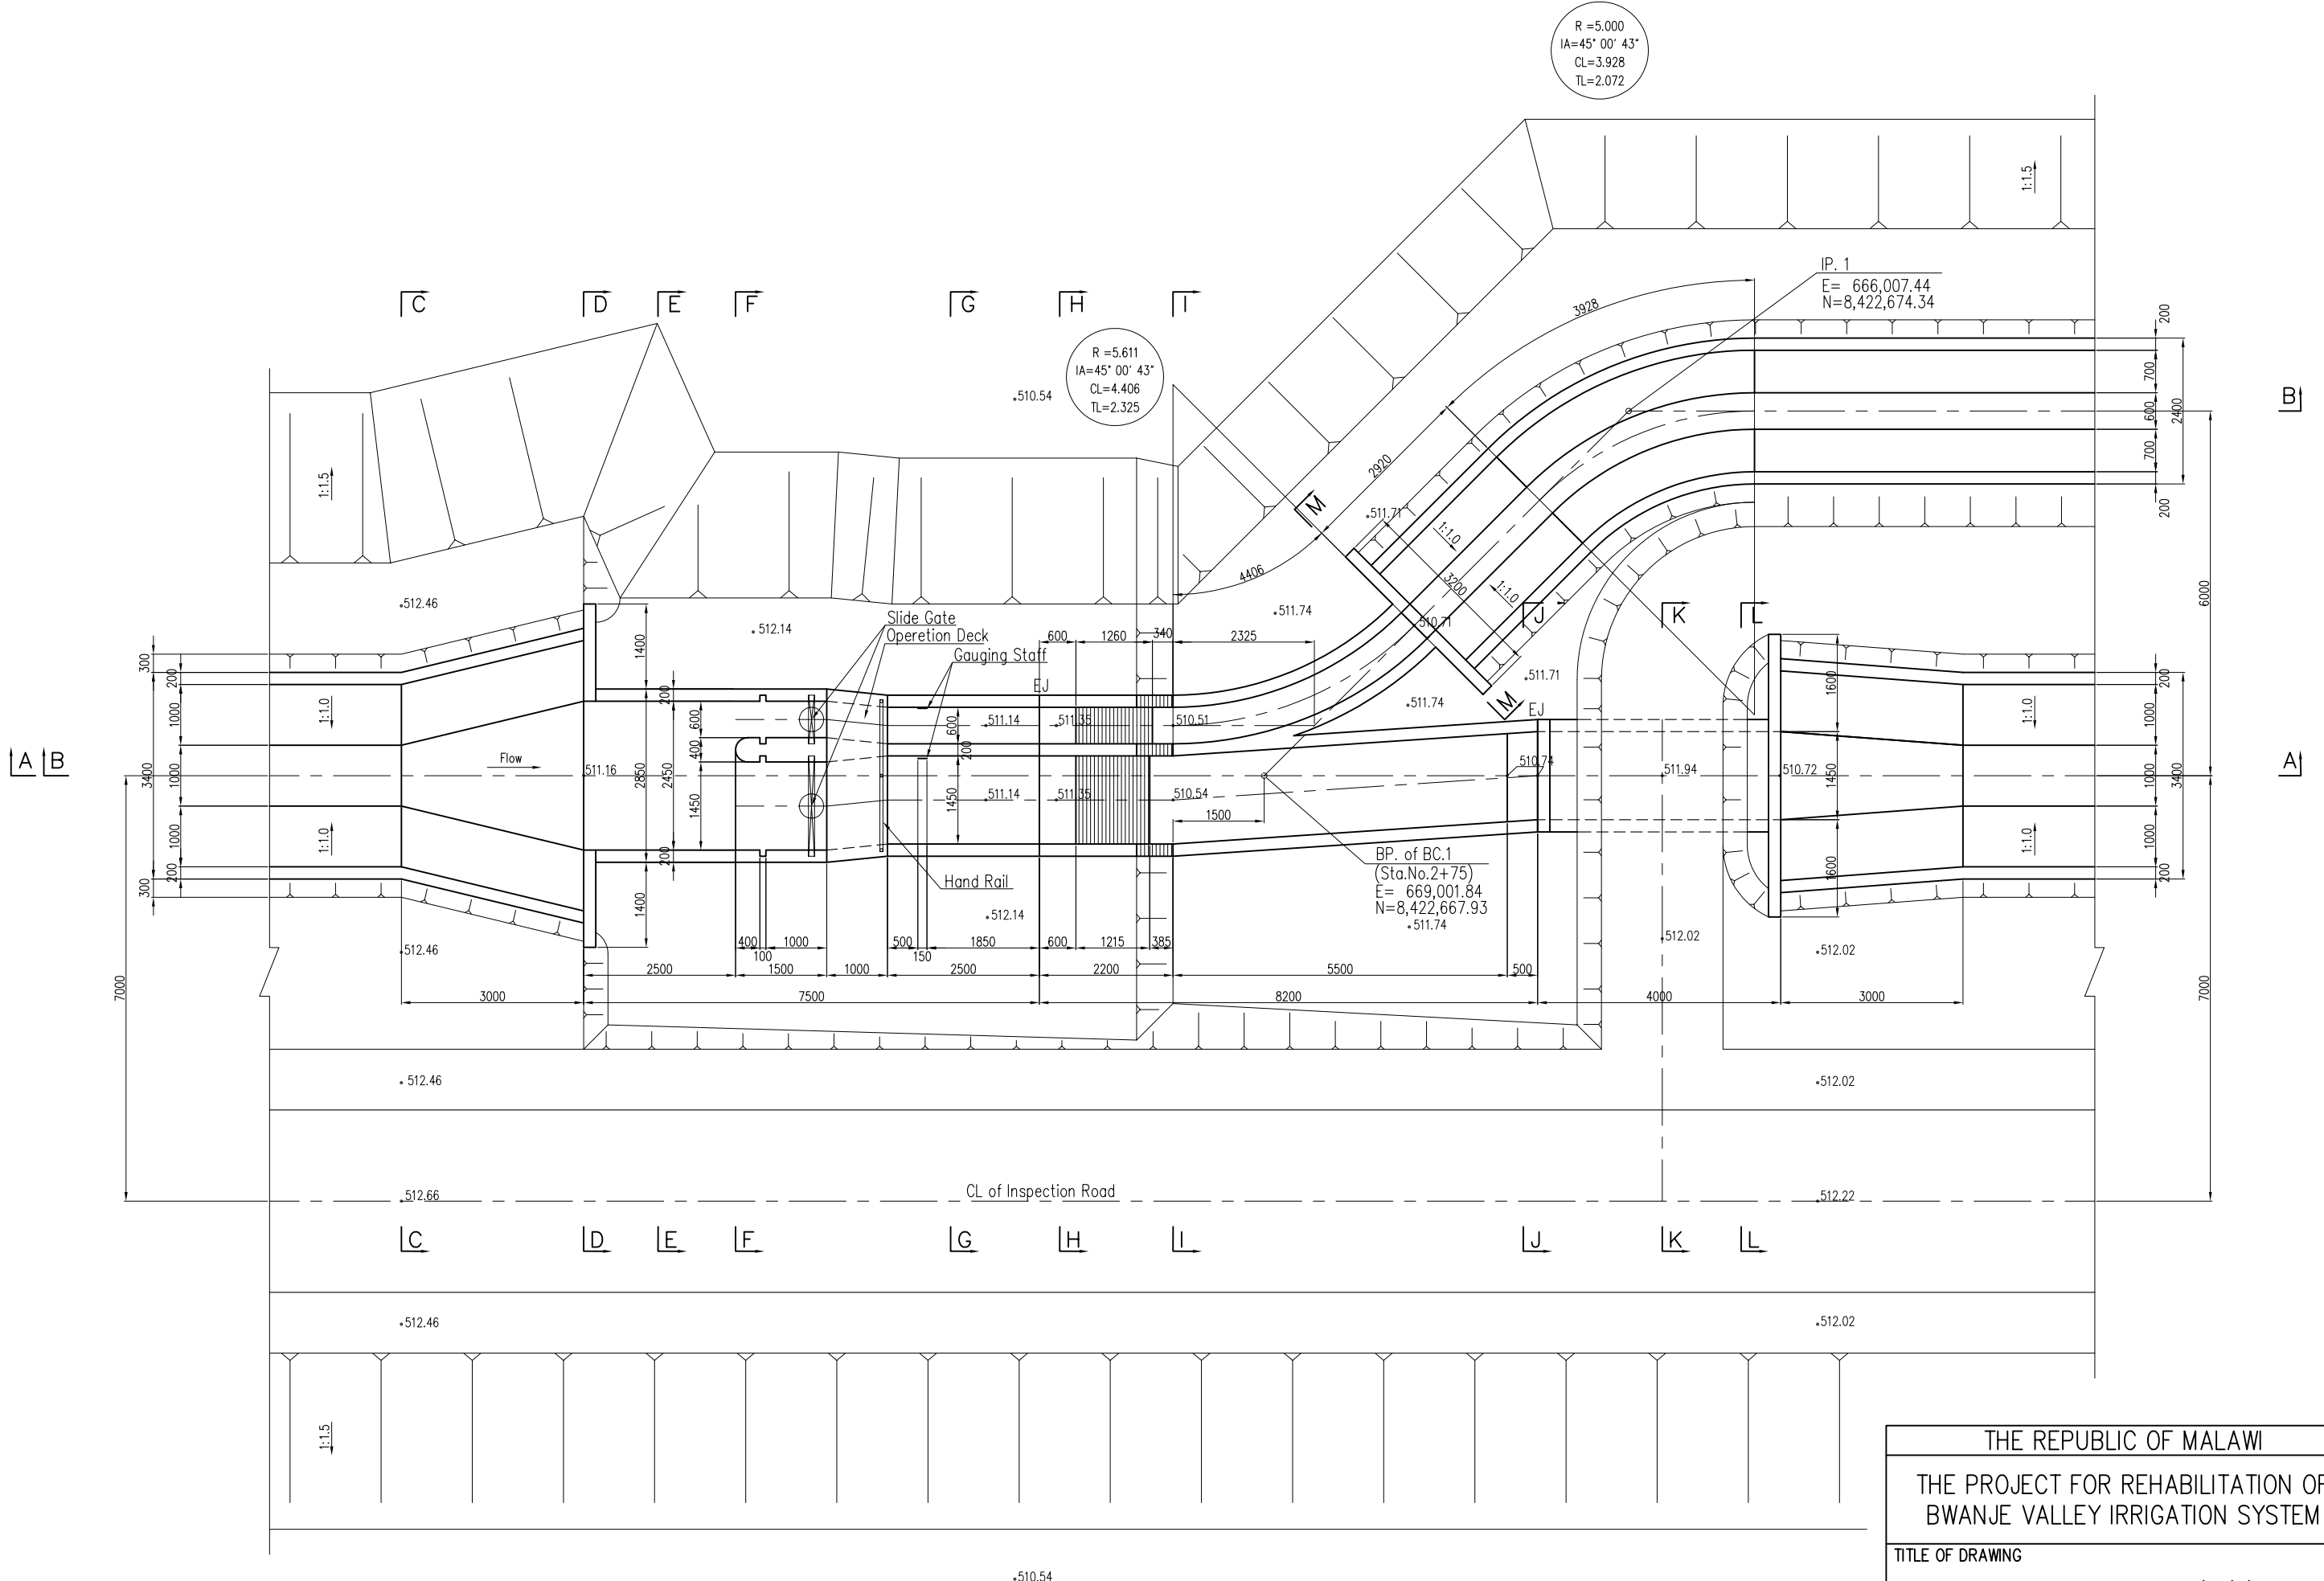 R =5.000
IA=45° 00' 43"
CL=3.928
TL=2.072
1:1.5
IP. 1
E= 666,007.44
N=8,422,674.34
C
D
E
F
G
H
I
3928
200
R =5.611
IA=45° 00' 43"
CL=4.406
TL=2.325
510.54
700
600
2400
700
200
B
1:1.5
2920
M
511.71
1:1.0
4406
3200
1:1.0
6000
512.46
511.74
510.71
J
K
L
512.14
Slide Gate
Operetion Deck
Gauging Staff
600
1260
340
2325
1400
300
200
1000
3400
1000
1000
200
300
1:1.0
1:1.0
200
600
400
2850
2450
1450
200
EJ
511.14
511.35
510.51
600
200
511.71
511.74
M
EJ
1600
200
1000
1:1.0
A B
Flow
511.16
511.14
511.35
510.54
1450
510.74
511.94
510.72
1450
1000
3400
A
1500
1:1.0
1000
200
BP. of BC.1
(Sta.No.2+75)
E= 669,001.84
N=8,422,667.93
511.74
1600
Hand Rail
1400
512.14
512.46
400
100
1000
500
150
1850
600
1215
385
512.02
512.02
2500
1500
1000
2500
2200
5500
500
7000
3000
7500
8200
4000
3000
7000
512.46
512.02
512.66
CL of Inspection Road
512.22
C
D
E
F
G
H
I
J
K
L
512.46
512.02
1:1.5
THE REPUBLIC OF MALAWI
THE PROJECT FOR REHABILITATION OF
BWANJE VALLEY IRRIGATION SYSTEM
TITLE OF DRAWING
510.54